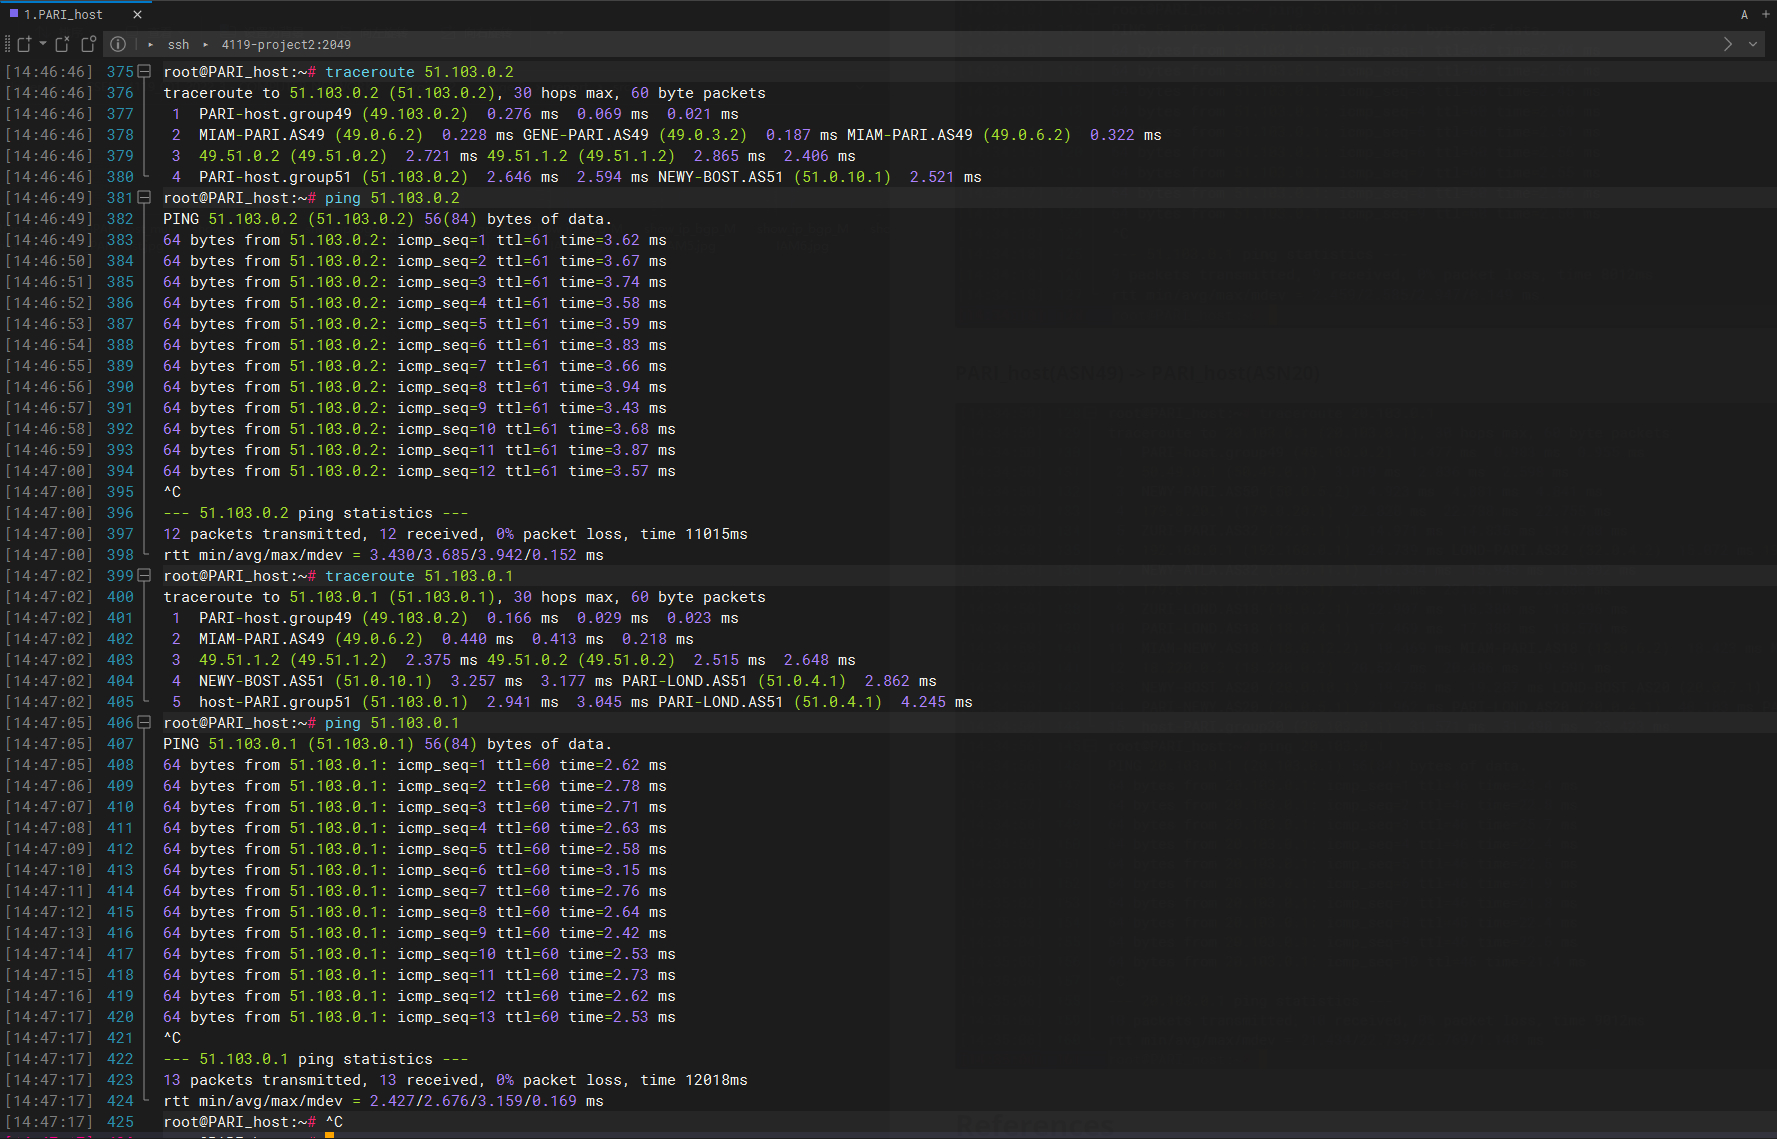 1.PARI_host × A +
ssh 4119-project2:2049
[14:46:46] 375 root@PARI_host:~# traceroute 51.103.0.2
[14:46:46] 376 traceroute to 51.103.0.2 (51.103.0.2), 30 hops max, 60 byte packets
[14:46:46] 377 1 PARI-host.group49 (49.103.0.2) 0.276 ms 0.069 ms 0.021 ms
[14:46:46] 378 2 MIAM-PARI.AS49 (49.0.6.2) 0.228 ms GENE-PARI.AS49 (49.0.3.2) 0.187 ms MIAM-PARI.AS49 (49.0.6.2) 0.322 ms
[14:46:46] 379 3 49.51.0.2 (49.51.0.2) 2.721 ms 49.51.1.2 (49.51.1.2) 2.865 ms 2.406 ms
[14:46:46] 380 4 PARI-host.group51 (51.103.0.2) 2.646 ms 2.594 ms NEWY-BOST.AS51 (51.0.10.1) 2.521 ms
[14:46:49] 381 root@PARI_host:~# ping 51.103.0.2
[14:46:49] 382 PING 51.103.0.2 (51.103.0.2) 56(84) bytes of data.
[14:46:49] 383 64 bytes from 51.103.0.2: icmp_seq=1 ttl=61 time=3.62 ms
[14:46:50] 384 64 bytes from 51.103.0.2: icmp_seq=2 ttl=61 time=3.67 ms
[14:46:51] 385 64 bytes from 51.103.0.2: icmp_seq=3 ttl=61 time=3.74 ms
[14:46:52] 386 64 bytes from 51.103.0.2: icmp_seq=4 ttl=61 time=3.58 ms
[14:46:53] 387 64 bytes from 51.103.0.2: icmp_seq=5 ttl=61 time=3.59 ms
[14:46:54] 388 64 bytes from 51.103.0.2: icmp_seq=6 ttl=61 time=3.83 ms
[14:46:55] 389 64 bytes from 51.103.0.2: icmp_seq=7 ttl=61 time=3.66 ms
[14:46:56] 390 64 bytes from 51.103.0.2: icmp_seq=8 ttl=61 time=3.94 ms
[14:46:57] 391 64 bytes from 51.103.0.2: icmp_seq=9 ttl=61 time=3.43 ms
[14:46:58] 392 64 bytes from 51.103.0.2: icmp_seq=10 ttl=61 time=3.68 ms
[14:46:59] 393 64 bytes from 51.103.0.2: icmp_seq=11 ttl=61 time=3.87 ms
[14:47:00] 394 64 bytes from 51.103.0.2: icmp_seq=12 ttl=61 time=3.57 ms
[14:47:00] 395 ^C
[14:47:00] 396 --- 51.103.0.2 ping statistics ---
[14:47:00] 397 12 packets transmitted, 12 received, 0% packet loss, time 11015ms
[14:47:00] 398 rtt min/avg/max/mdev = 3.430/3.685/3.942/0.152 ms
[14:47:02] 399 root@PARI_host:~# traceroute 51.103.0.1
[14:47:02] 400 traceroute to 51.103.0.1 (51.103.0.1), 30 hops max, 60 byte packets
[14:47:02] 401 1 PARI-host.group49 (49.103.0.2) 0.166 ms 0.029 ms 0.023 ms
[14:47:02] 402 2 MIAM-PARI.AS49 (49.0.6.2) 0.440 ms 0.413 ms 0.218 ms
[14:47:02] 403 3 49.51.1.2 (49.51.1.2) 2.375 ms 49.51.0.2 (49.51.0.2) 2.515 ms 2.648 ms
[14:47:02] 404 4 NEWY-BOST.AS51 (51.0.10.1) 3.257 ms 3.177 ms PARI-LOND.AS51 (51.0.4.1) 2.862 ms
[14:47:02] 405 5 host-PARI.group51 (51.103.0.1) 2.941 ms 3.045 ms PARI-LOND.AS51 (51.0.4.1) 4.245 ms
[14:47:05] 406 root@PARI_host:~# ping 51.103.0.1
[14:47:05] 407 PING 51.103.0.1 (51.103.0.1) 56(84) bytes of data.
[14:47:05] 408 64 bytes from 51.103.0.1: icmp_seq=1 ttl=60 time=2.62 ms
[14:47:06] 409 64 bytes from 51.103.0.1: icmp_seq=2 ttl=60 time=2.78 ms
[14:47:07] 410 64 bytes from 51.103.0.1: icmp_seq=3 ttl=60 time=2.71 ms
[14:47:08] 411 64 bytes from 51.103.0.1: icmp_seq=4 ttl=60 time=2.63 ms
[14:47:09] 412 64 bytes from 51.103.0.1: icmp_seq=5 ttl=60 time=2.58 ms
[14:47:10] 413 64 bytes from 51.103.0.1: icmp_seq=6 ttl=60 time=3.15 ms
[14:47:11] 414 64 bytes from 51.103.0.1: icmp_seq=7 ttl=60 time=2.76 ms
[14:47:12] 415 64 bytes from 51.103.0.1: icmp_seq=8 ttl=60 time=2.64 ms
[14:47:13] 416 64 bytes from 51.103.0.1: icmp_seq=9 ttl=60 time=2.42 ms
[14:47:14] 417 64 bytes from 51.103.0.1: icmp_seq=10 ttl=60 time=2.53 ms
[14:47:15] 418 64 bytes from 51.103.0.1: icmp_seq=11 ttl=60 time=2.73 ms
[14:47:16] 419 64 bytes from 51.103.0.1: icmp_seq=12 ttl=60 time=2.62 ms
[14:47:17] 420 64 bytes from 51.103.0.1: icmp_seq=13 ttl=60 time=2.53 ms
[14:47:17] 421 ^C
[14:47:17] 422 --- 51.103.0.1 ping statistics ---
[14:47:17] 423 13 packets transmitted, 13 received, 0% packet loss, time 12018ms
[14:47:17] 424 rtt min/avg/max/mdev = 2.427/2.676/3.159/0.169 ms
[14:47:17] 425 root@PARI_host:~# ^C
References